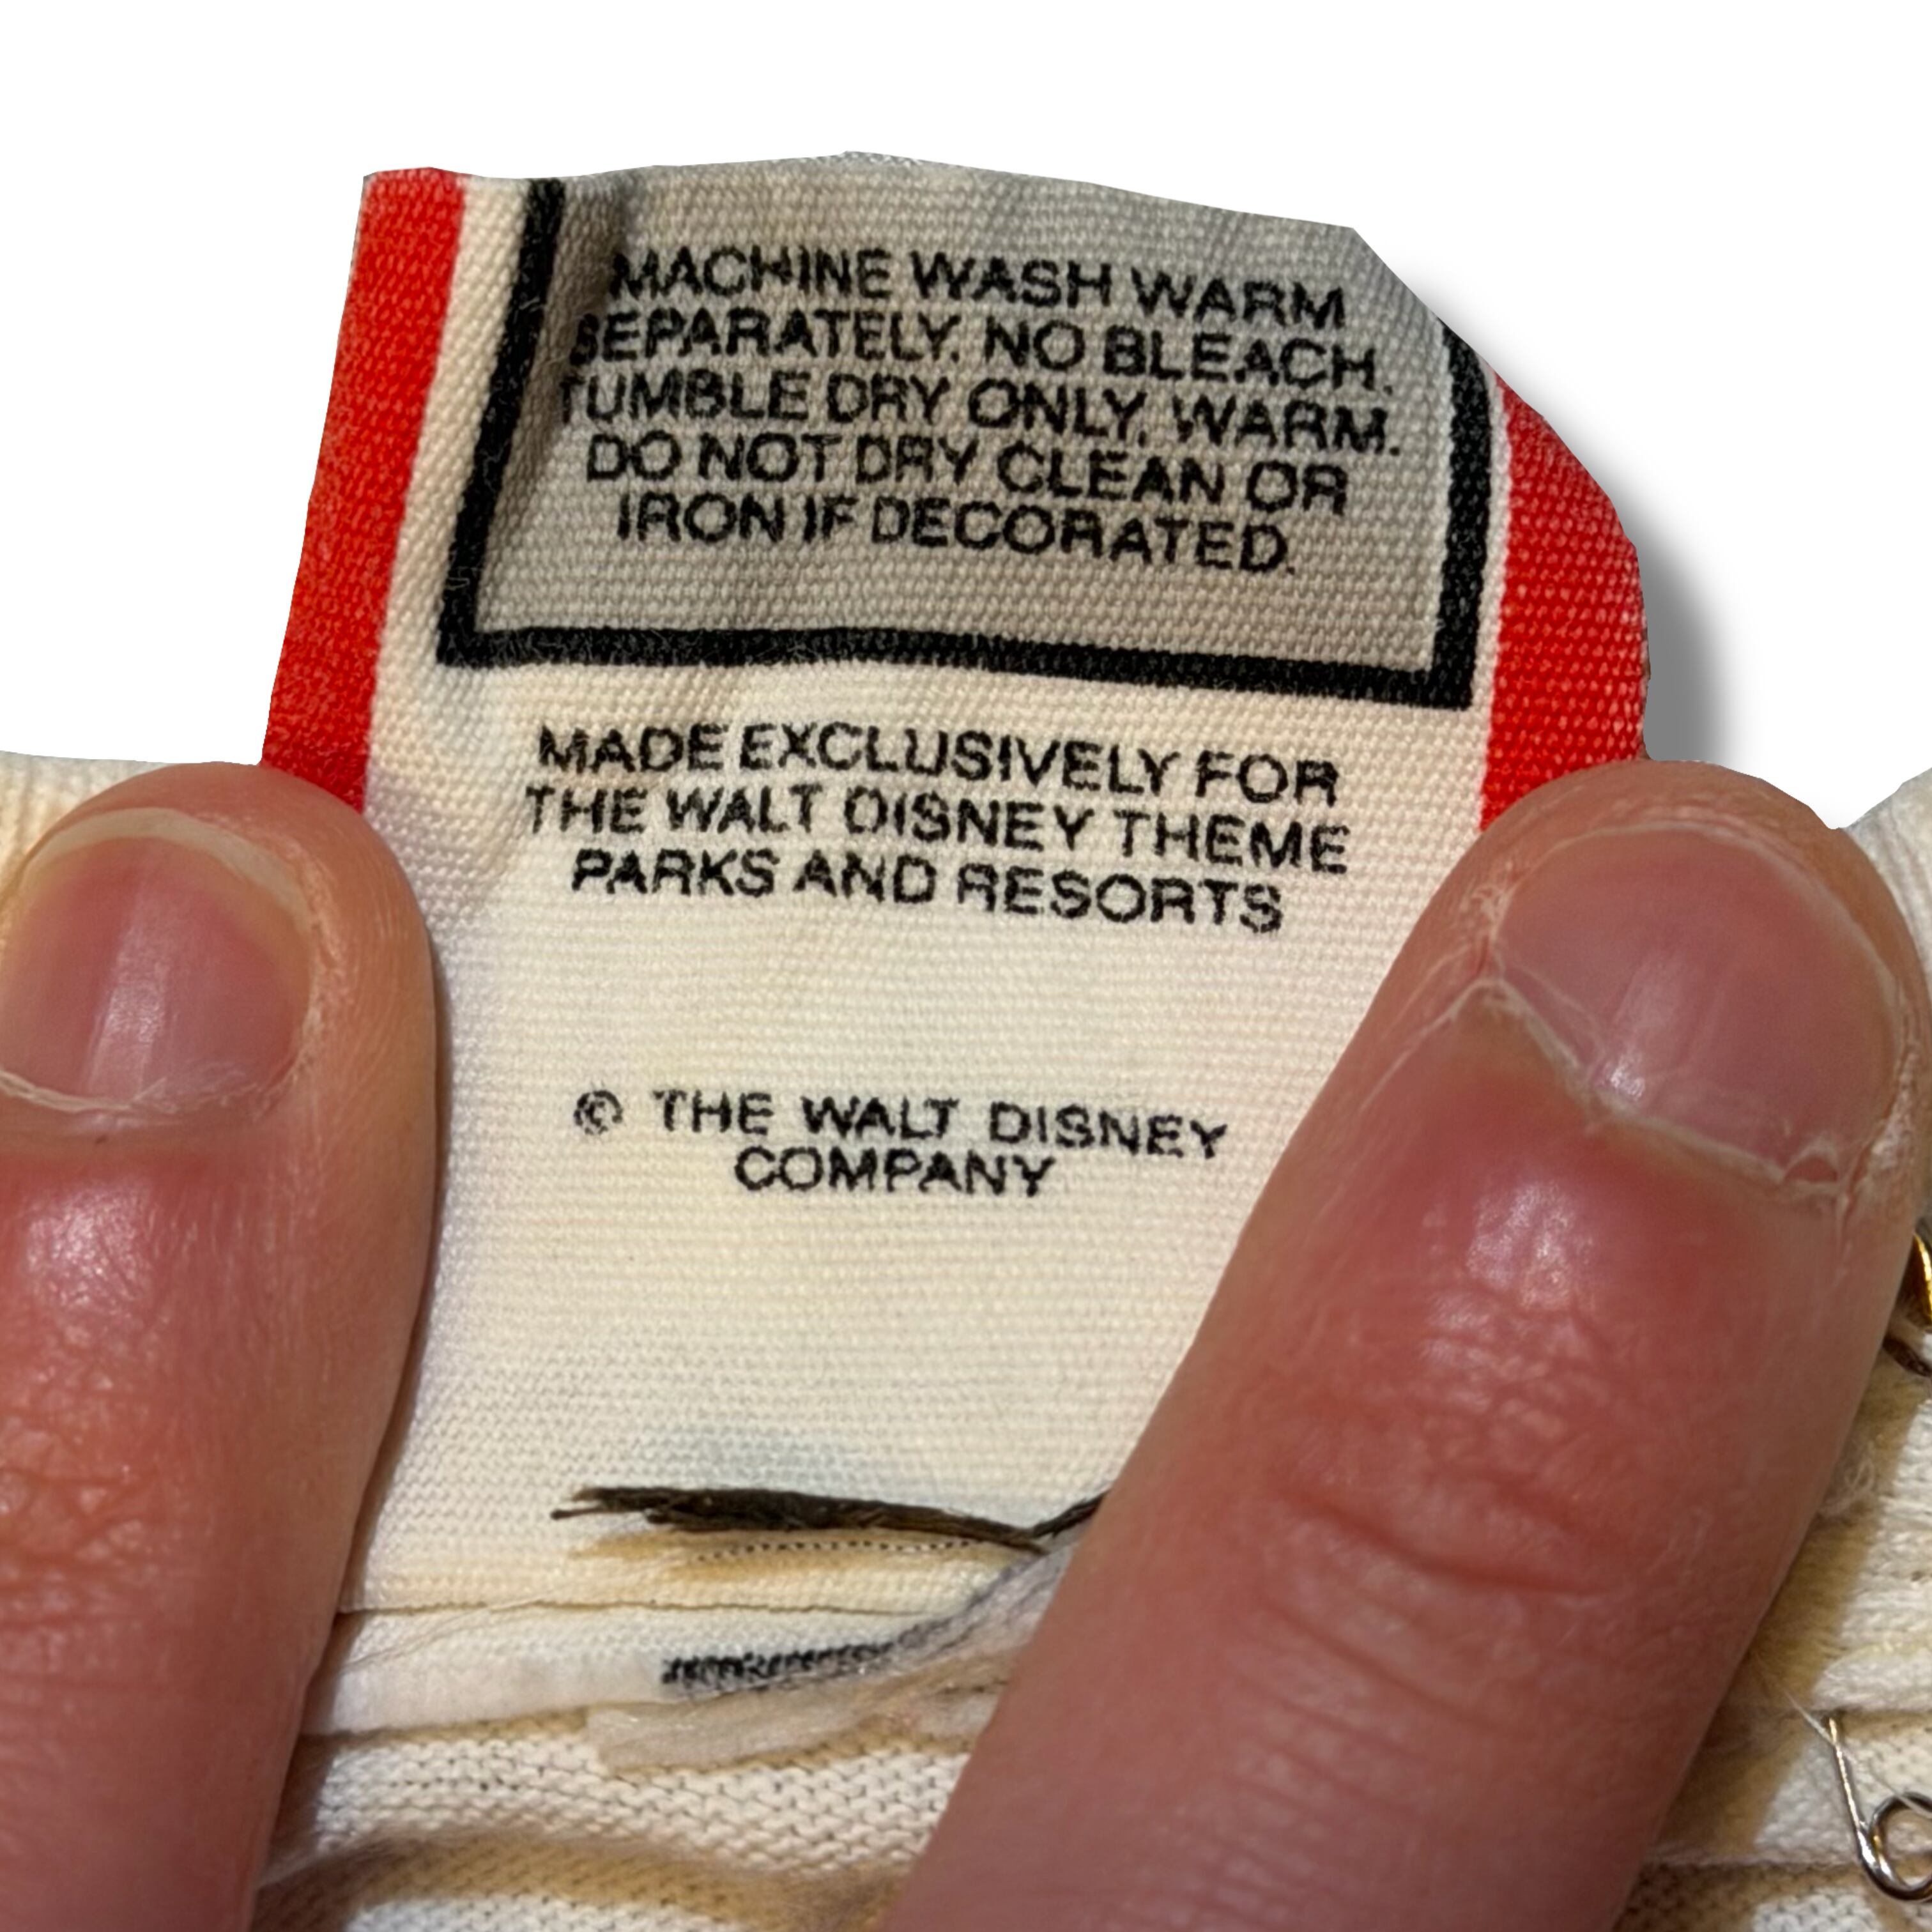 MACHINE WASH WARM
SEPARATELY. NO BLEACH.
TUMBLE DRY ONLY, WARM.
DO NOT DRY CLEAN OR
IRON IF DECORATED.
MADE EXCLUSIVELY FOR
THE WALT DISNEY THEME
PARKS AND RESORTS
© THE WALT DISNEY
COMPANY